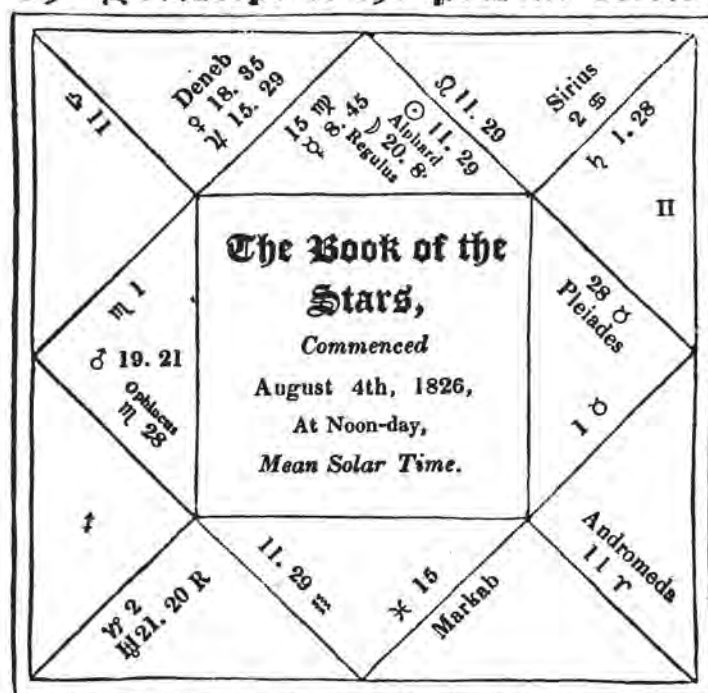 ♎ 11
Deneb
♀ 18. 35
♃ 15. 29
15 ♍
☿ 8. 45
Regulus
☉ 11. 29
Alphard
☽ 20. 8
♌ 11. 29
Sirius
2 ♋
♄ 1. 28
II
28 ♉
Pleiades
1 ♉
Andromeda
11 ♈
Markab
♓ 15
11. 29 ♒
♑ 2
♅ 21. 20 R
♐
♏ 1
♂ 19. 21
Ophiucus
♏ 28
The Book of the
Stars,
Commenced
August 4th, 1826,
At Noon-day,
Mean Solar Time.